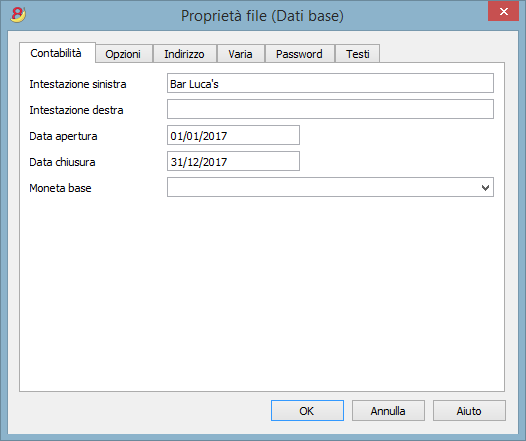 Proprietà file (Dati base)
Contabilità Opzioni Indirizzo Varia Password Testi
Intestazione sinistra Bar Luca's
Intestazione destra
Data apertura 01/01/2017
Data chiusura 31/12/2017
Moneta base
OK Annulla Aiuto